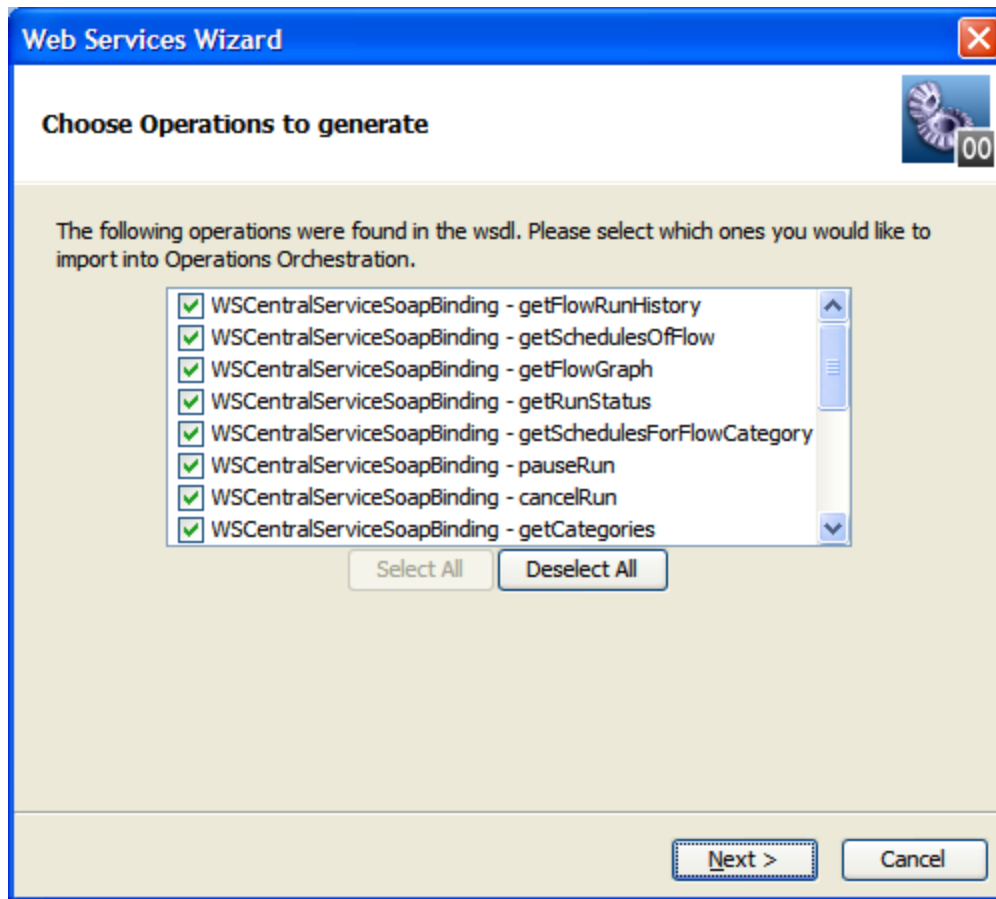 Web Services Wizard
Choose Operations to generate
OO
The following operations were found in the wsdl. Please select which ones you would like to
import into Operations Orchestration.
WSCentralServiceSoapBinding - getFlowRunHistory
WSCentralServiceSoapBinding - getSchedulesOfFlow
WSCentralServiceSoapBinding - getFlowGraph
WSCentralServiceSoapBinding - getRunStatus
WSCentralServiceSoapBinding - getSchedulesForFlowCategory
WSCentralServiceSoapBinding - pauseRun
WSCentralServiceSoapBinding - cancelRun
WSCentralServiceSoapBinding - getCategories
Select All Deselect All
Next > Cancel